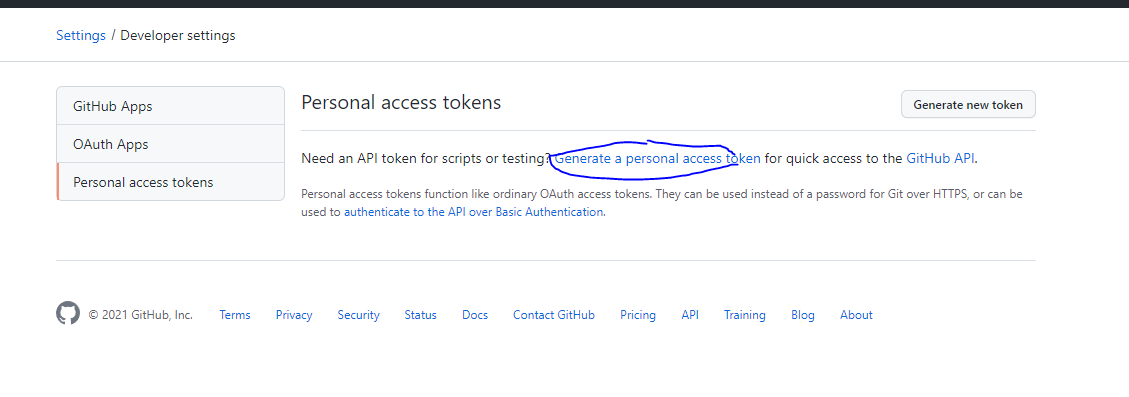 Settings / Developer settings
GitHub Apps
OAuth Apps
Personal access tokens
Personal access tokens
Generate new token
Need an API token for scripts or testing? Generate a personal access token for quick access to the GitHub API.
Personal access tokens function like ordinary OAuth access tokens. They can be used instead of a password for Git over HTTPS, or can be
used to authenticate to the API over Basic Authentication.
© 2021 GitHub, Inc. Terms Privacy Security Status Docs Contact GitHub Pricing API Training Blog About